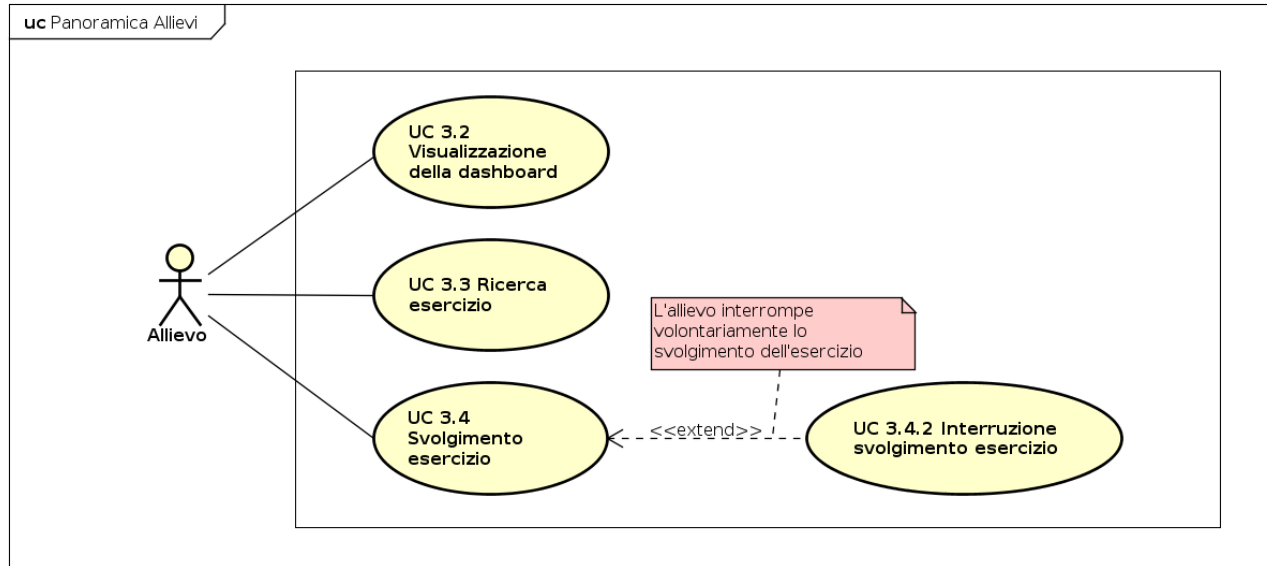 uc Panoramica Allievi
UC 3.2
Visualizzazione
della dashboard
UC 3.3 Ricerca
esercizio
Allievo
L'allievo interrompe
volontariamente lo
svolgimento dell'esercizio
UC 3.4
Svolgimento
esercizio
<<extend>>
UC 3.4.2 Interruzione
svolgimento esercizio